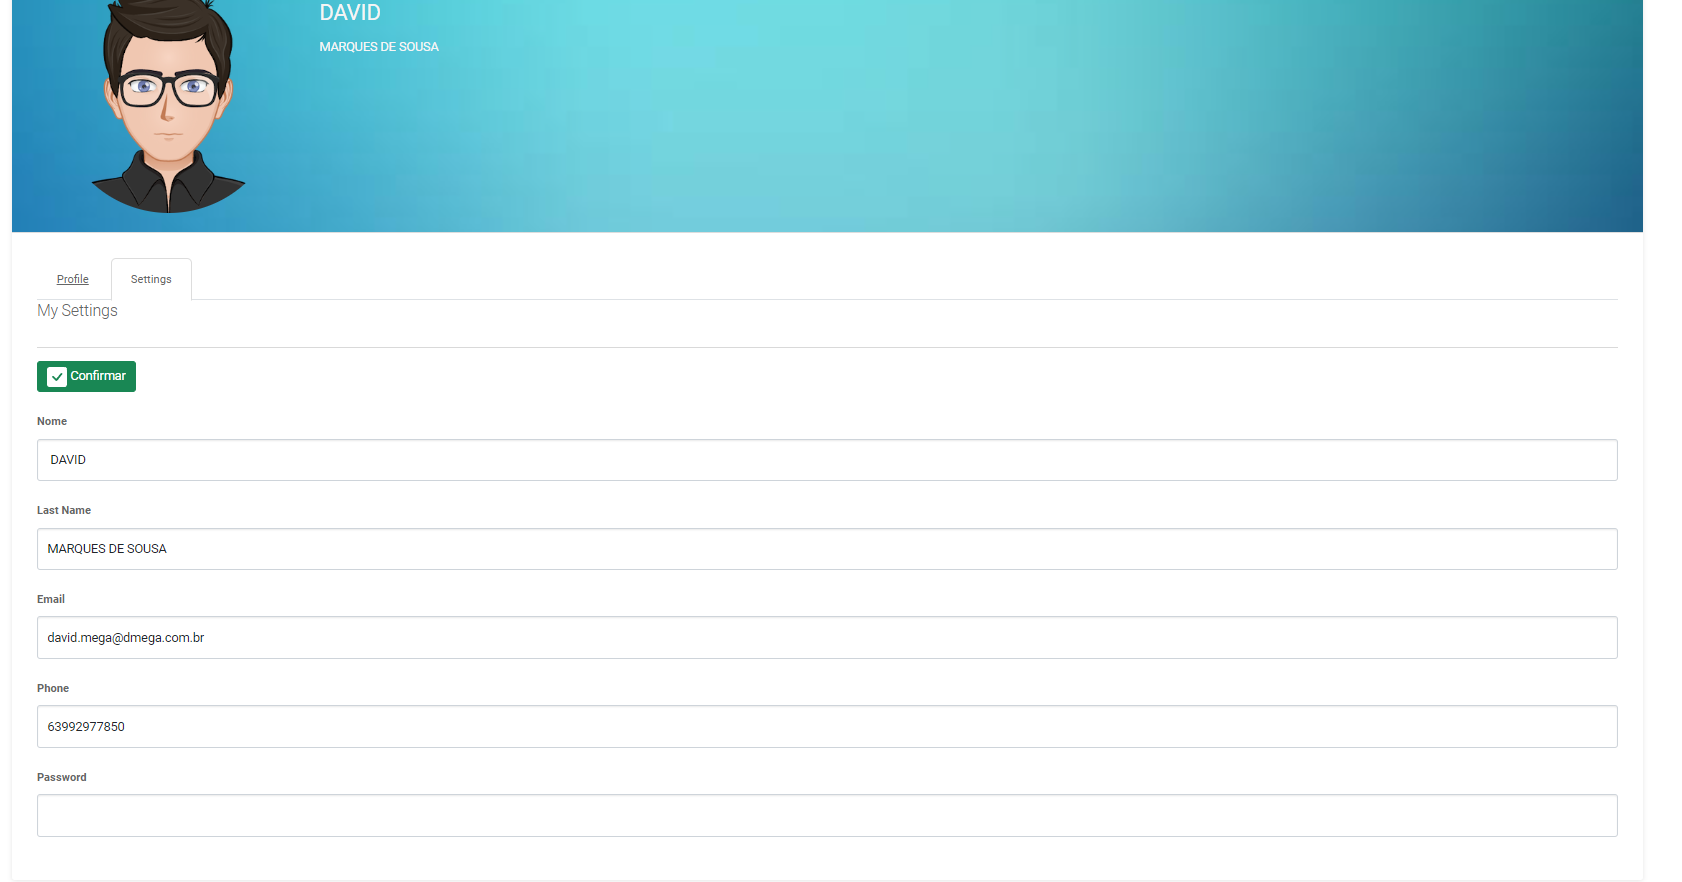 DAVID
MARQUES DE SOUSA
Profile
Settings
My Settings
Confirmar
Nome
DAVID
Last Name
MARQUES DE SOUSA
Email
david.mega@dmega.com.br
Phone
63992977850
Password